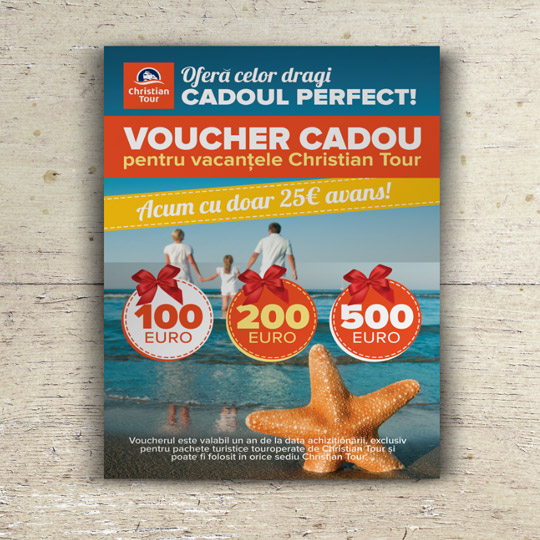 Christian
Tour
Oferă celor dragi
CADOUL PERFECT!
VOUCHER CADOU
pentru vacanțele Christian Tour
Acum cu doar 25€ avans!
100
EURO
200
EURO
500
EURO
Voucherul este valabil un an de la data achiziționării, exclusiv
pentru pachete turistice touroperate de Christian Tour și
poate fi folosit in orice sediu Christian Tour.